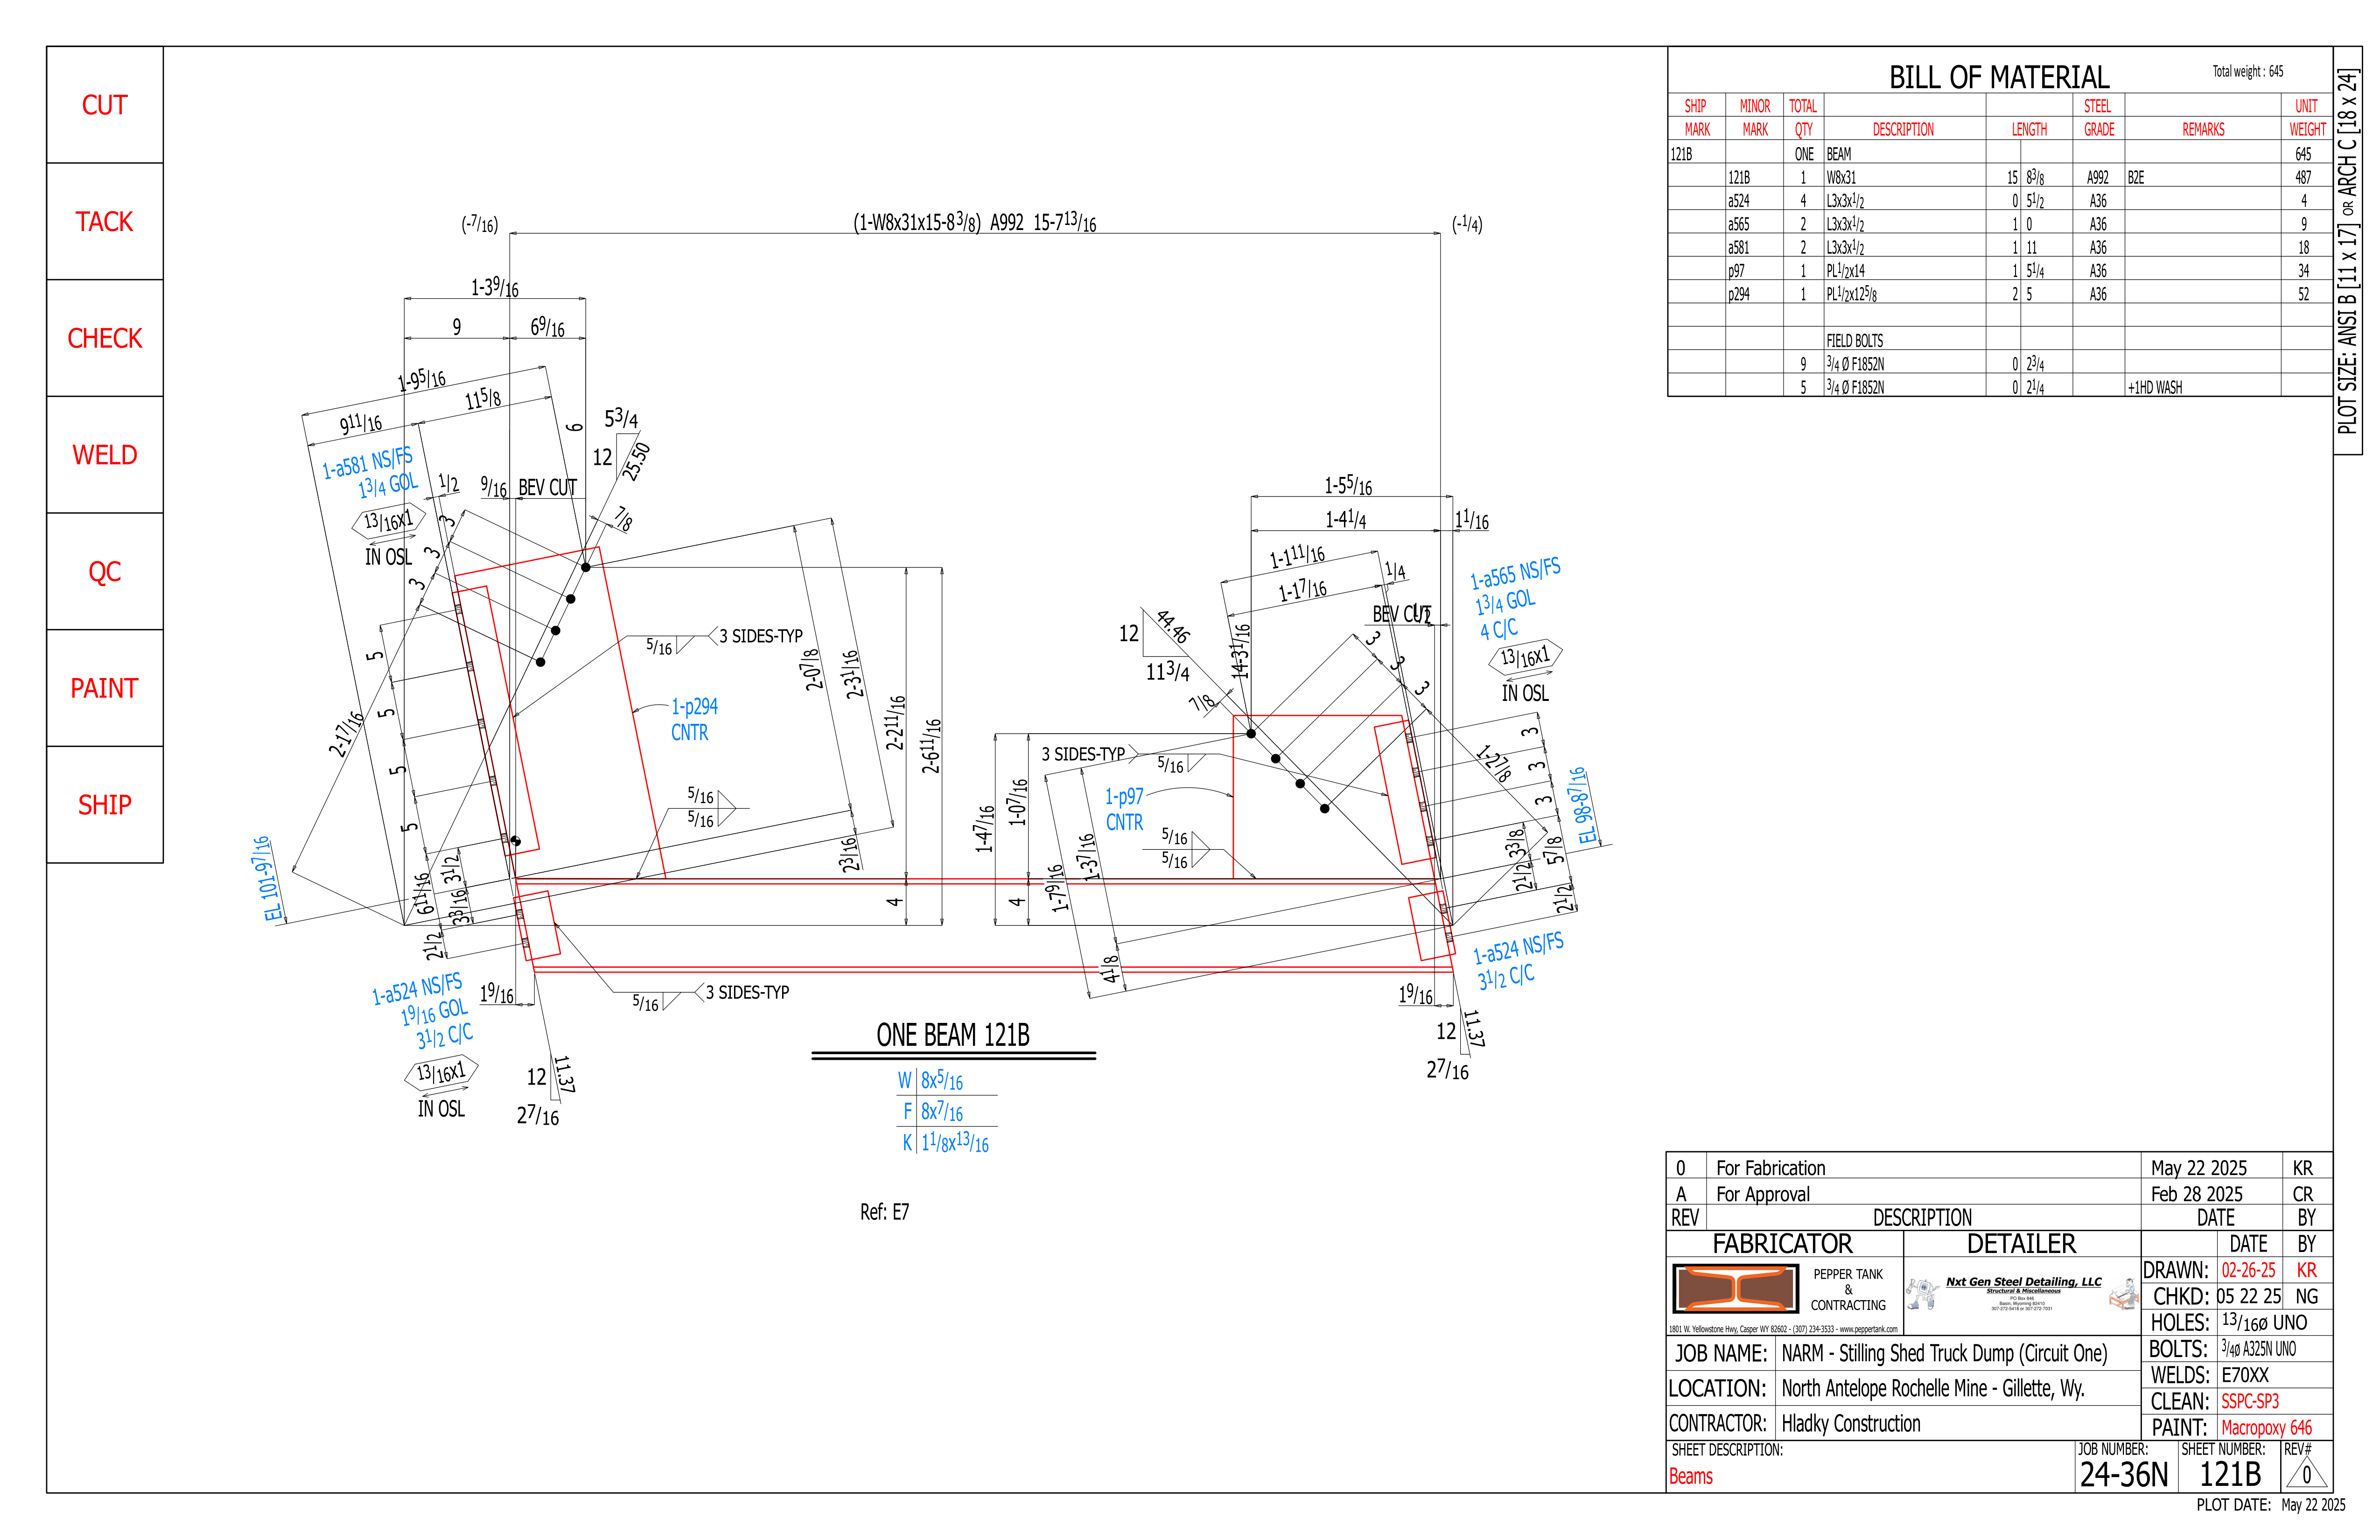 CUT
TACK
CHECK
WELD
QC
PAINT
SHIP
BILL OF MATERIAL
Total weight : 645
SHIP MINOR TOTAL STEEL UNIT
MARK MARK QTY DESCRIPTION LENGTH GRADE REMARKS WEIGHT
121B ONE BEAM 645
121B 1 W8x31 15 8 3/8 A992 B2E 487
a524 4 L3x3x1/2 0 5 1/2 A36 4
a565 2 L3x3x1/2 1 0 A36 9
a581 2 L3x3x1/2 1 11 A36 18
p97 1 PL1/2x14 1 5 1/4 A36 34
p294 1 PL1/2x12 5/8 2 5 A36 52
FIELD BOLTS
9 3/4 Ø F1852N 0 2 3/4
5 3/4 Ø F1852N 0 2 1/4 +1HD WASH
PLOT SIZE: ANSI B [11 x 17] OR ARCH C [18 x 24]
(-7/16)
(1-W8x31x15-8 3/8) A992 15-7 13/16
(-1/4)
1-3 9/16
9
6 9/16
1-9 5/16
9 11/16
11 5/8
6
5 3/4
12
25.50
1-a581 NS/FS
1 3/4 GOL
13/16x1
IN OSL
1/2
9/16
BEV CUT
7/8
3
3
3
5
5
5
5
2-1 7/16
5/16
3 SIDES-TYP
1-p294
CNTR
5/16
5/16
2-0 7/8
2-3 1/16
2-2 11/16
2-6 11/16
2 3/16
4
EL 101-9 7/16
6 11/16
3 1/2
3 3/16
2 1/2
1-a524 NS/FS
1 9/16 GOL
3 1/2 C/C
13/16x1
IN OSL
1 9/16
5/16
3 SIDES-TYP
12
11.37
2 7/16
1-5 5/16
1-4 1/4
1 1/16
1-1 11/16
1-1 7/16
1/4
BEV CUT
1/2
44.46
12
11 3/4
7/8
14-3 1/16
3
3
3
1-2 7/8
1-a565 NS/FS
1 3/4 GOL
4 C/C
13/16x1
IN OSL
3 SIDES-TYP
5/16
1-p97
CNTR
5/16
5/16
1-4 7/16
1-0 7/16
4
1-7 9/16
1-3 7/16
4 1/8
3
3
3
5 7/8
3 3/8
2 1/2
2 1/2
EL 98-8 7/16
1-a524 NS/FS
3 1/2 C/C
1 9/16
12
11.37
2 7/16
ONE BEAM 121B
W 8x5/16
F 8x7/16
K 1 1/8x13/16
Ref: E7
0 For Fabrication May 22 2025 KR
A For Approval Feb 28 2025 CR
REV DESCRIPTION DATE BY
FABRICATOR DETAILER DATE BY
PEPPER TANK
&
CONTRACTING
1801 W. Yellowstone Hwy, Casper WY 82602 - (307) 234-3533 - www.peppertank.com
Nxt Gen Steel Detailing, LLC
Structural & Miscellaneous
PO Box 646
Basin, Wyoming 82410
DRAWN: 02-26-25 KR
CHKD: 05 22 25 NG
HOLES: 13/16ø UNO
BOLTS: 3/4ø A325N UNO
WELDS: E70XX
CLEAN: SSPC-SP3
PAINT: Macropoxy 646
JOB NAME: NARM - Stilling Shed Truck Dump (Circuit One)
LOCATION: North Antelope Rochelle Mine - Gillette, Wy.
CONTRACTOR: Hladky Construction
SHEET DESCRIPTION:
Beams
JOB NUMBER: 24-36N
SHEET NUMBER: 121B
REV# 0
PLOT DATE: May 22 2025